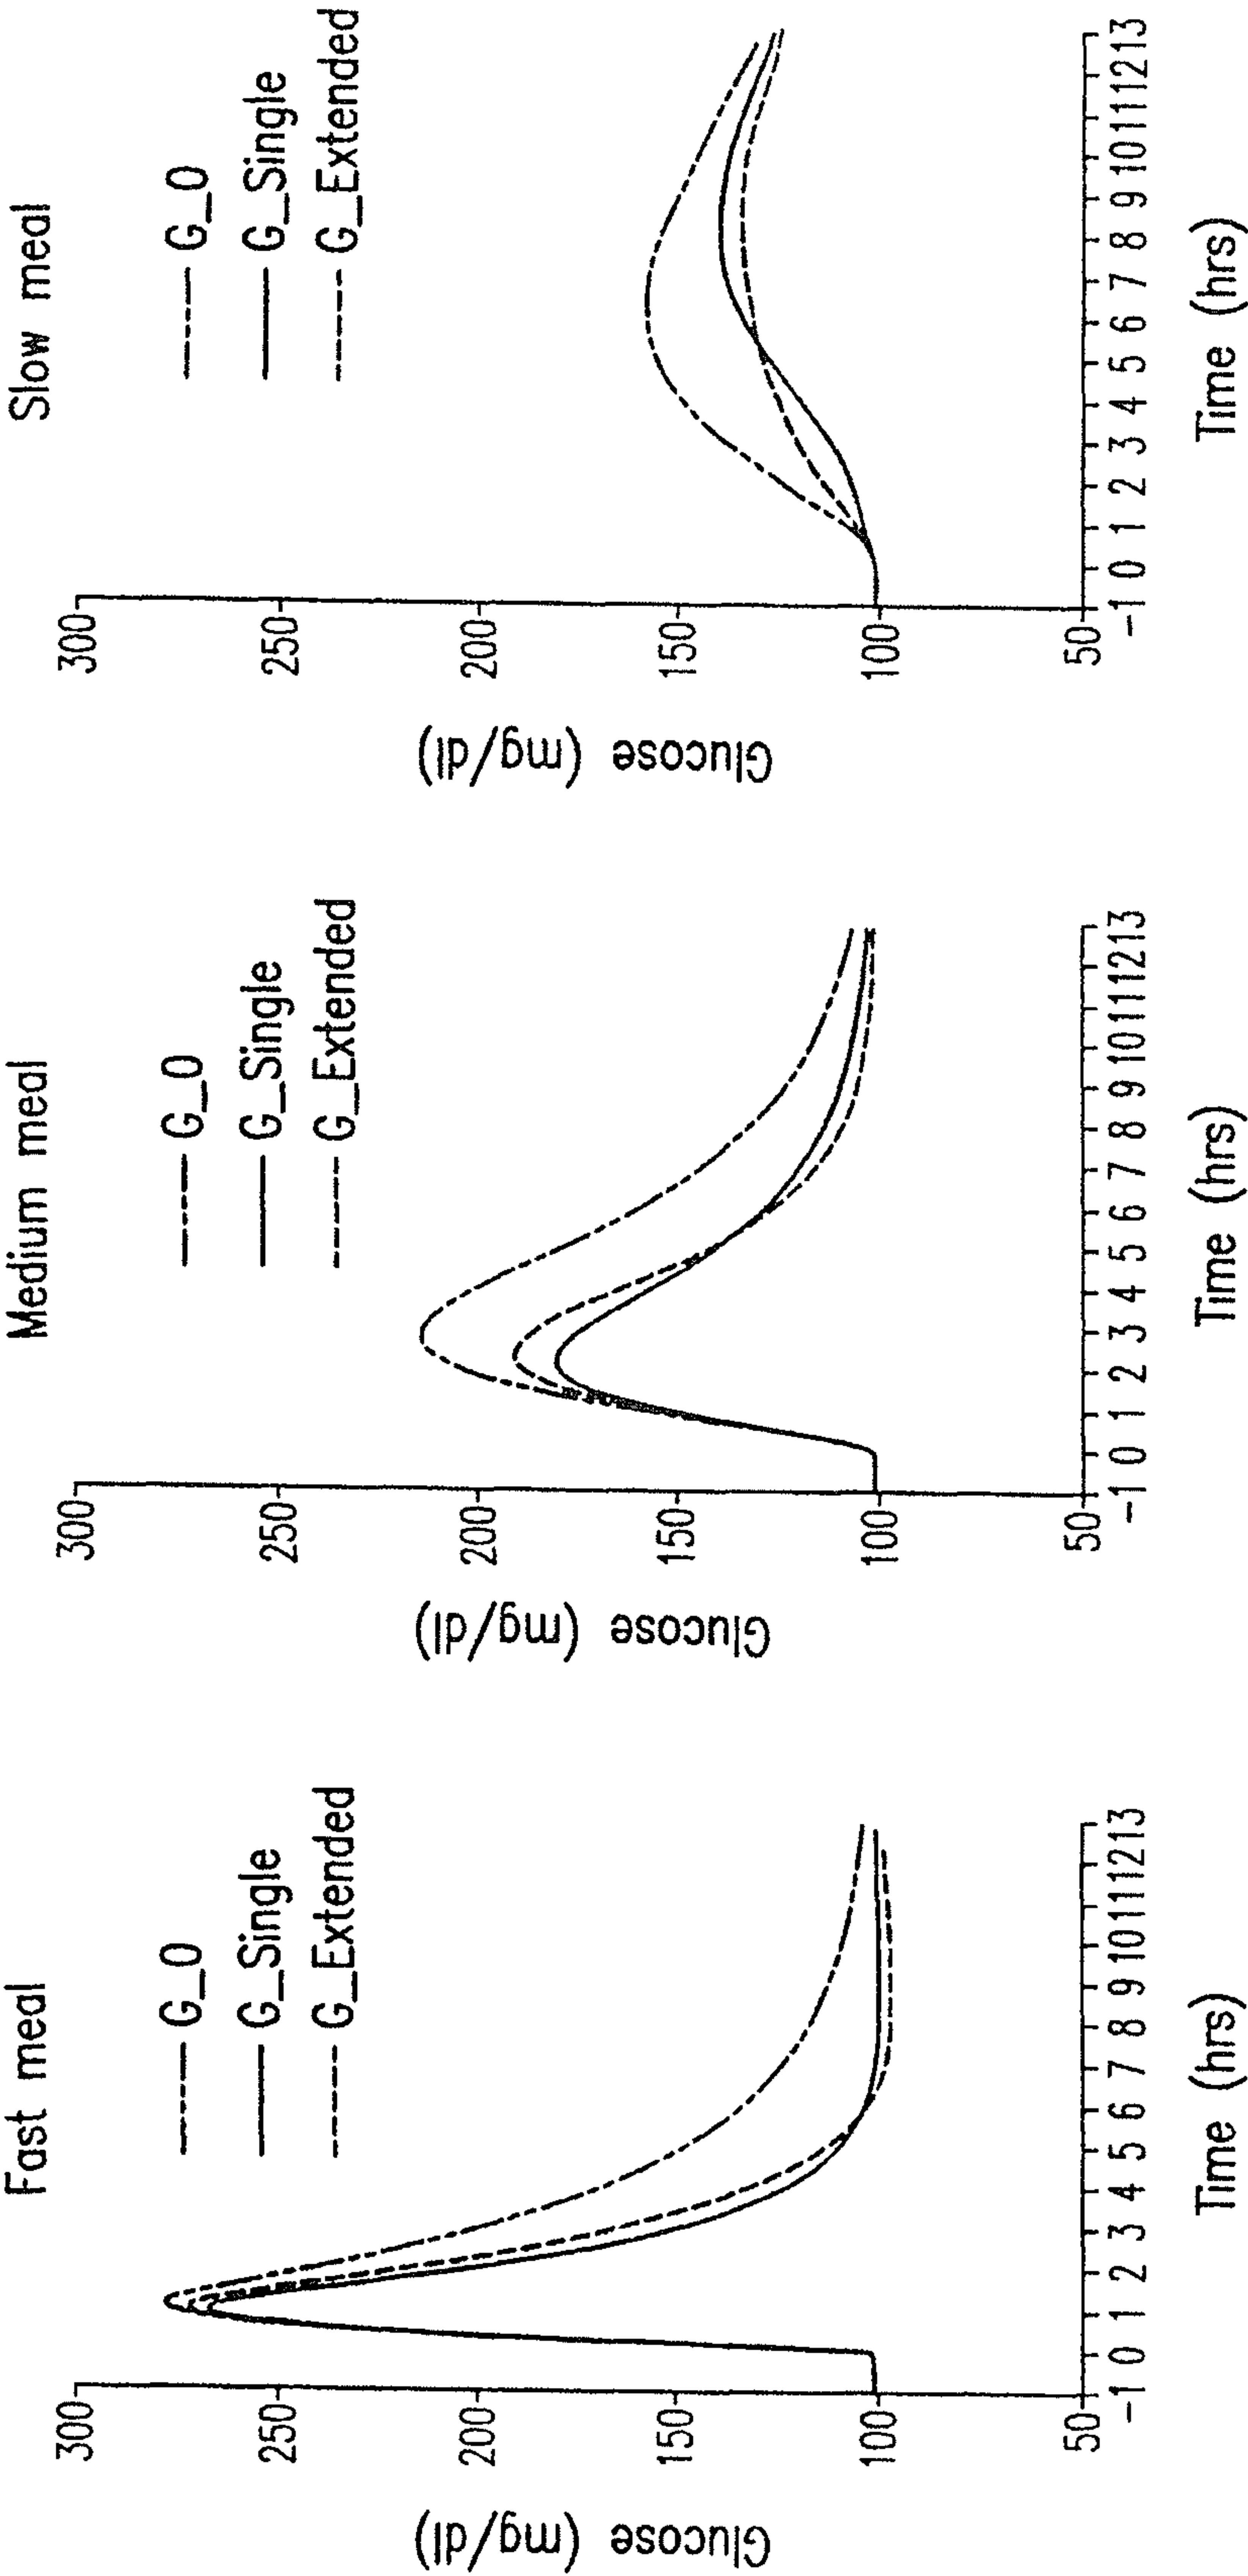 Fast meal
G_0
G_Single
G_Extended
300
250
200
150
100
50
-1 0 1 2 3 4 5 6 7 8 9 10 11 12 13
Glucose (mg/dl)
Time (hrs)
Medium meal
G_0
G_Single
G_Extended
300
250
200
150
100
50
-1 0 1 2 3 4 5 6 7 8 9 10 11 12 13
Glucose (mg/dl)
Time (hrs)
Slow meal
G_0
G_Single
G_Extended
300
250
200
150
100
50
-1 0 1 2 3 4 5 6 7 8 9 10 11 12 13
Glucose (mg/dl)
Time (hrs)